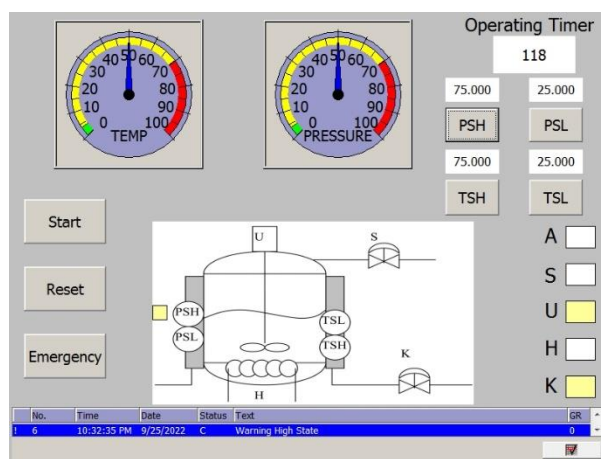 Operating Timer
118
0 10 20 30 40 50 60 70 80 90 100
TEMP
0 10 20 30 40 50 60 70 80 90 100
PRESSURE
75.000 25.000
PSH PSL
75.000 25.000
TSH TSL
Start
Reset
Emergency
U
S
PSH
PSL
TSL
TSH
K
H
A
S
U
H
K
No. Time Date Status Text GR
! 6 10:32:35 PM 9/25/2022 C Warning High State 0